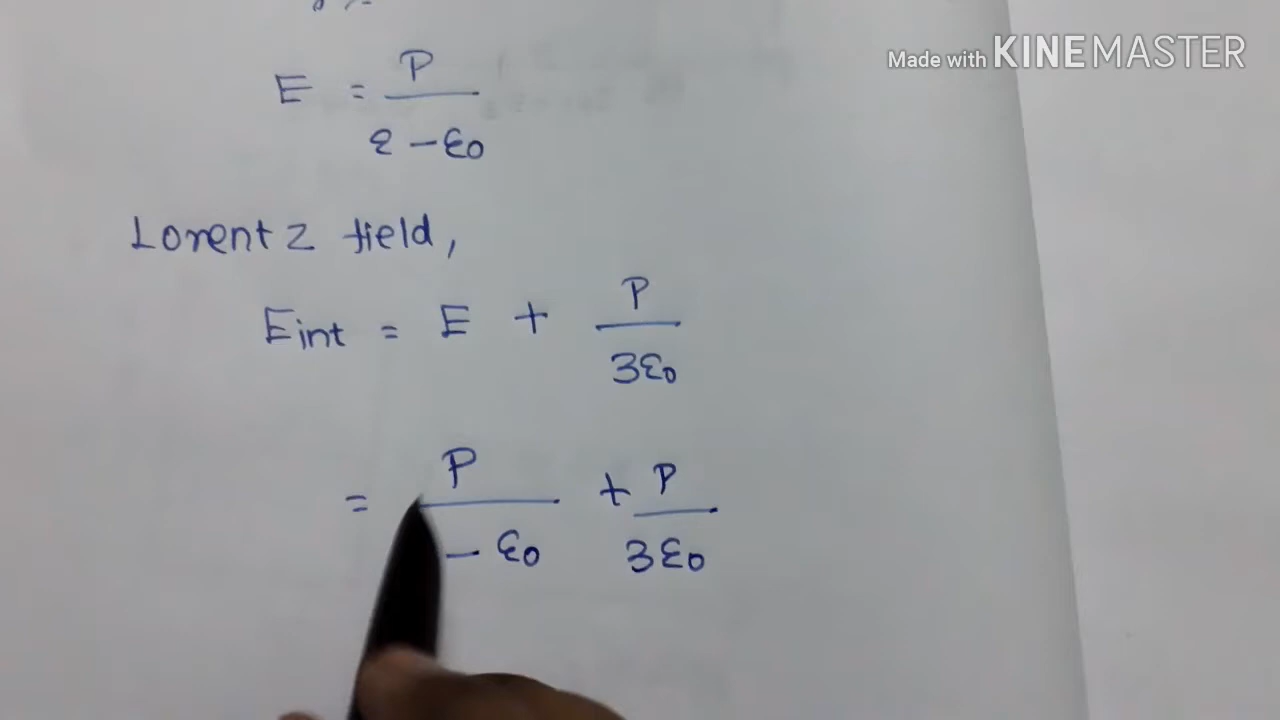 Made with KINEMASTER
E = P / ε - ε0
Lorentz field,
Eint = E + P / 3ε0
= P / - ε0 + P / 3ε0